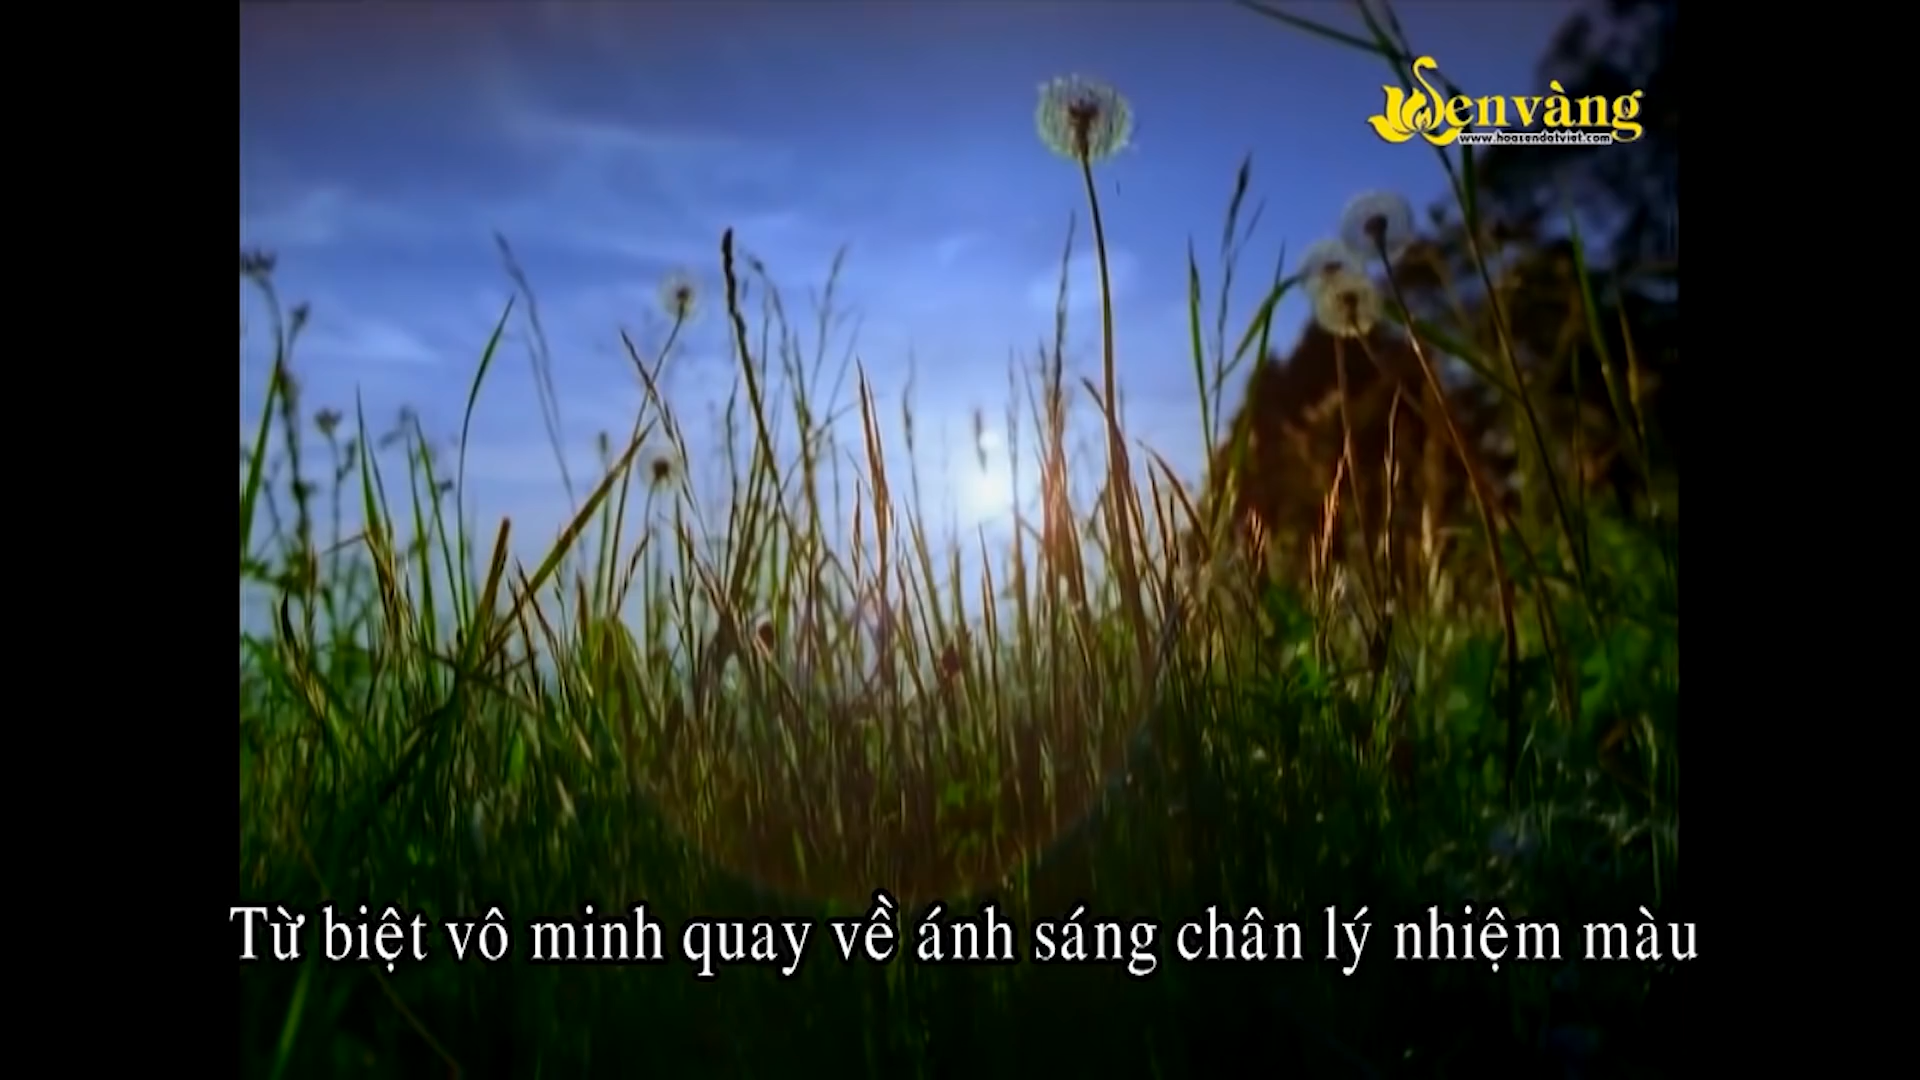 Senvàng
www.hoasendatviet.com
Từ biệt vô minh quay về ánh sáng chân lý nhiệm màu